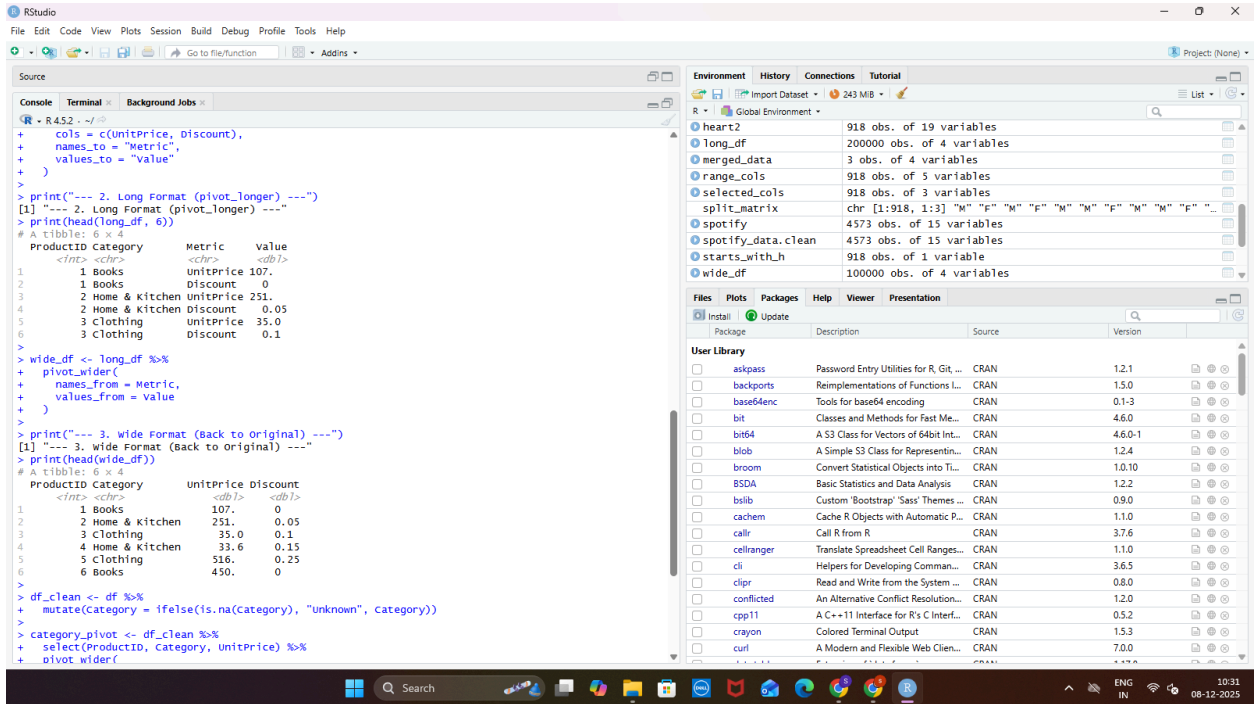 RStudio
File Edit Code View Plots Session Build Debug Profile Tools Help
Go to file/function Addins Project: (None)
Source
Console Terminal Background Jobs
R 4.5.2 · ~/
+     cols = c(UnitPrice, Discount),
+     names_to = "Metric",
+     values_to = "Value"
+   )
>
> print("--- 2. Long Format (pivot_longer) ---")
[1] "--- 2. Long Format (pivot_longer) ---"
> print(head(long_df, 6))
# A tibble: 6 × 4
  ProductID Category       Metric    Value
      <int> <chr>          <chr>     <dbl>
1         1 Books          UnitPrice 107.
2         1 Books          Discount    0
3         2 Home & Kitchen UnitPrice 251.
4         2 Home & Kitchen Discount    0.05
5         3 Clothing       UnitPrice  35.0
6         3 Clothing       Discount    0.1
>
> wide_df <- long_df %>%
+   pivot_wider(
+     names_from = Metric,
+     values_from = Value
+   )
>
> print("--- 3. Wide Format (Back to Original) ---")
[1] "--- 3. Wide Format (Back to Original) ---"
> print(head(wide_df))
# A tibble: 6 × 4
  ProductID Category       UnitPrice Discount
      <int> <chr>              <dbl>    <dbl>
1         1 Books              107.      0
2         2 Home & Kitchen     251.      0.05
3         3 Clothing            35.0     0.1
4         4 Home & Kitchen      33.6     0.15
5         5 Clothing           516.      0.25
6         6 Books              450.      0
>
> df_clean <- df %>%
+   mutate(Category = ifelse(is.na(Category), "Unknown", Category))
>
> category_pivot <- df_clean %>%
+   select(ProductID, Category, UnitPrice) %>%
+   pivot_wider(
Environment History Connections Tutorial
Import Dataset 243 MiB List
R Global Environment
heart2 918 obs. of 19 variables
long_df 200000 obs. of 4 variables
merged_data 3 obs. of 4 variables
range_cols 918 obs. of 5 variables
selected_cols 918 obs. of 3 variables
split_matrix chr [1:918, 1:3] "M" "F" "M" "F" "M" "M" "F" "M" "M" "F" "…
spotify 4573 obs. of 15 variables
spotify_data.clean 4573 obs. of 15 variables
starts_with_h 918 obs. of 1 variable
wide_df 100000 obs. of 4 variables
Files Plots Packages Help Viewer Presentation
Install Update
Package Description Source Version
User Library
askpass Password Entry Utilities for R, Git, ... CRAN 1.2.1
backports Reimplementations of Functions I... CRAN 1.5.0
base64enc Tools for base64 encoding CRAN 0.1-3
bit Classes and Methods for Fast Me... CRAN 4.6.0
bit64 A S3 Class for Vectors of 64bit Int... CRAN 4.6.0-1
blob A Simple S3 Class for Representin... CRAN 1.2.4
broom Convert Statistical Objects into Ti... CRAN 1.0.10
BSDA Basic Statistics and Data Analysis CRAN 1.2.2
bslib Custom 'Bootstrap' 'Sass' Themes ... CRAN 0.9.0
cachem Cache R Objects with Automatic P... CRAN 1.1.0
callr Call R from R CRAN 3.7.6
cellranger Translate Spreadsheet Cell Ranges... CRAN 1.1.0
cli Helpers for Developing Comman... CRAN 3.6.5
clipr Read and Write from the System ... CRAN 0.8.0
conflicted An Alternative Conflict Resolution... CRAN 1.2.0
cpp11 A C++11 Interface for R's C Interf... CRAN 0.5.2
crayon Colored Terminal Output CRAN 1.5.3
curl A Modern and Flexible Web Clien... CRAN 7.0.0
Search
ENG
IN
10:31
08-12-2025